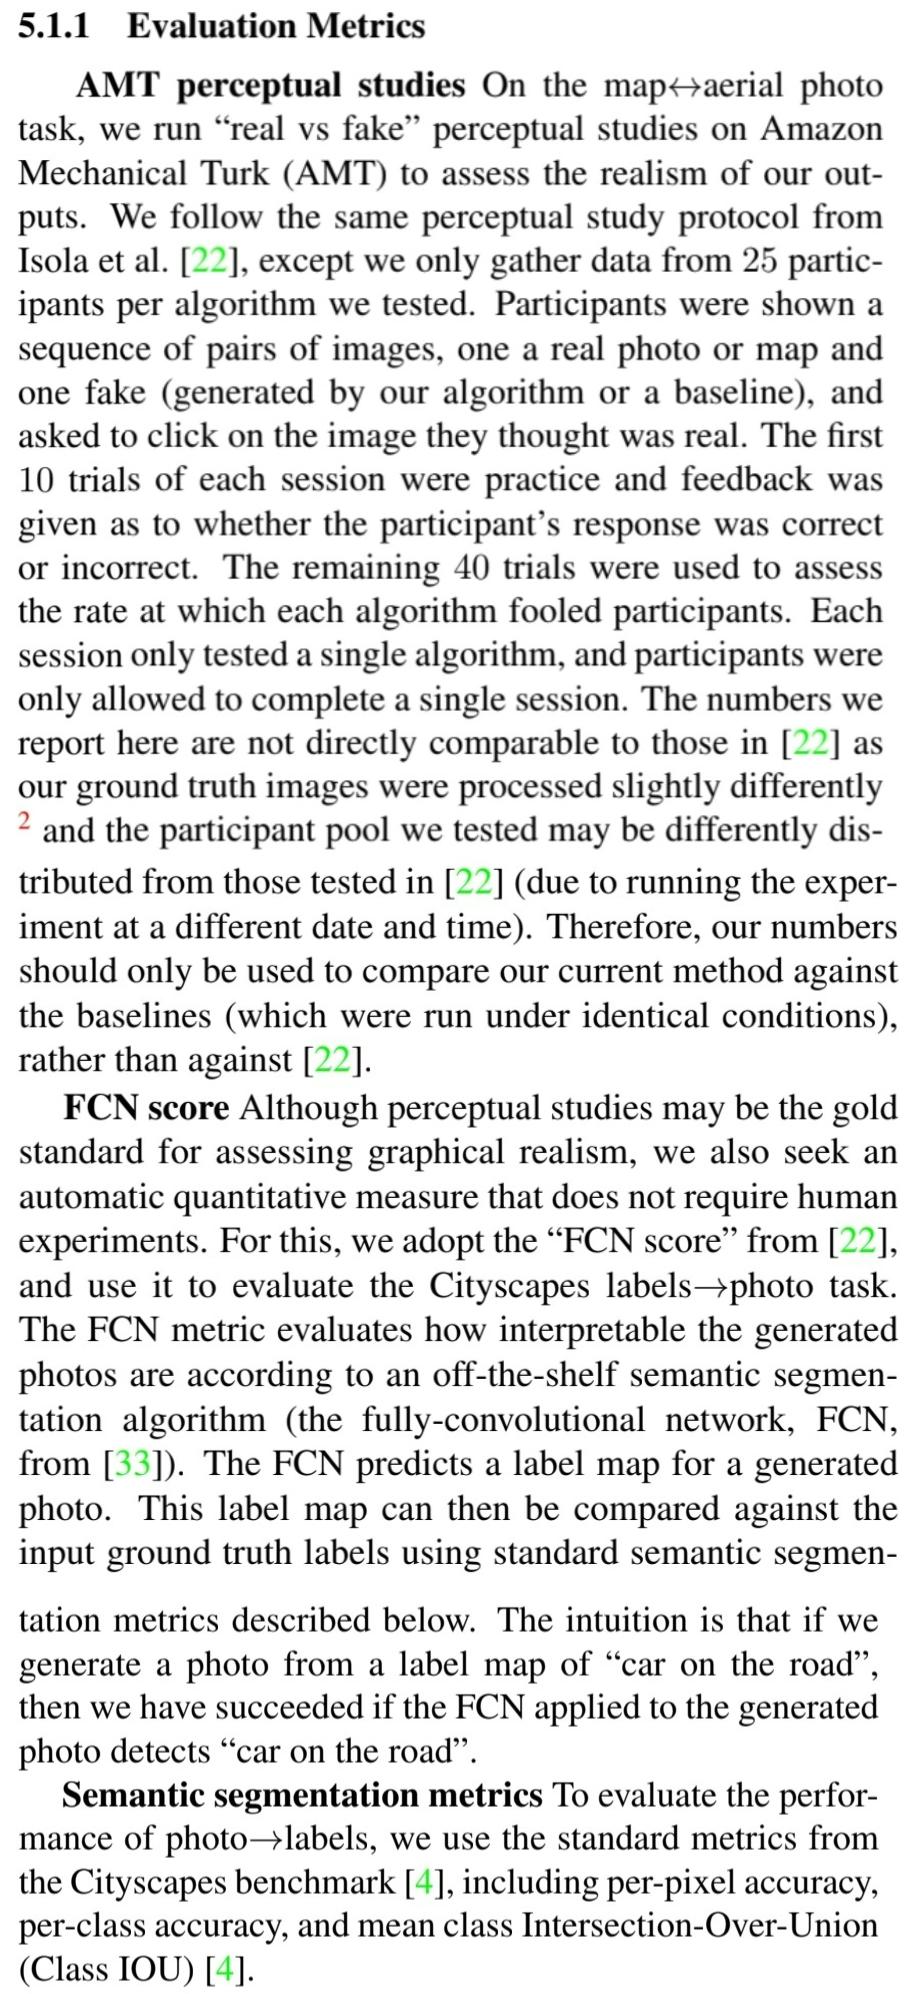 5.1.1 Evaluation Metrics
AMT perceptual studies On the map↔aerial photo
task, we run “real vs fake” perceptual studies on Amazon
Mechanical Turk (AMT) to assess the realism of our out-
puts. We follow the same perceptual study protocol from
Isola et al. [22], except we only gather data from 25 partic-
ipants per algorithm we tested. Participants were shown a
sequence of pairs of images, one a real photo or map and
one fake (generated by our algorithm or a baseline), and
asked to click on the image they thought was real. The first
10 trials of each session were practice and feedback was
given as to whether the participant’s response was correct
or incorrect. The remaining 40 trials were used to assess
the rate at which each algorithm fooled participants. Each
session only tested a single algorithm, and participants were
only allowed to complete a single session. The numbers we
report here are not directly comparable to those in [22] as
our ground truth images were processed slightly differently
2 and the participant pool we tested may be differently dis-
tributed from those tested in [22] (due to running the exper-
iment at a different date and time). Therefore, our numbers
should only be used to compare our current method against
the baselines (which were run under identical conditions),
rather than against [22].
FCN score Although perceptual studies may be the gold
standard for assessing graphical realism, we also seek an
automatic quantitative measure that does not require human
experiments. For this, we adopt the “FCN score” from [22],
and use it to evaluate the Cityscapes labels→photo task.
The FCN metric evaluates how interpretable the generated
photos are according to an off-the-shelf semantic segmen-
tation algorithm (the fully-convolutional network, FCN,
from [33]). The FCN predicts a label map for a generated
photo. This label map can then be compared against the
input ground truth labels using standard semantic segmen-
tation metrics described below. The intuition is that if we
generate a photo from a label map of “car on the road”,
then we have succeeded if the FCN applied to the generated
photo detects “car on the road”.
Semantic segmentation metrics To evaluate the perfor-
mance of photo→labels, we use the standard metrics from
the Cityscapes benchmark [4], including per-pixel accuracy,
per-class accuracy, and mean class Intersection-Over-Union
(Class IOU) [4].